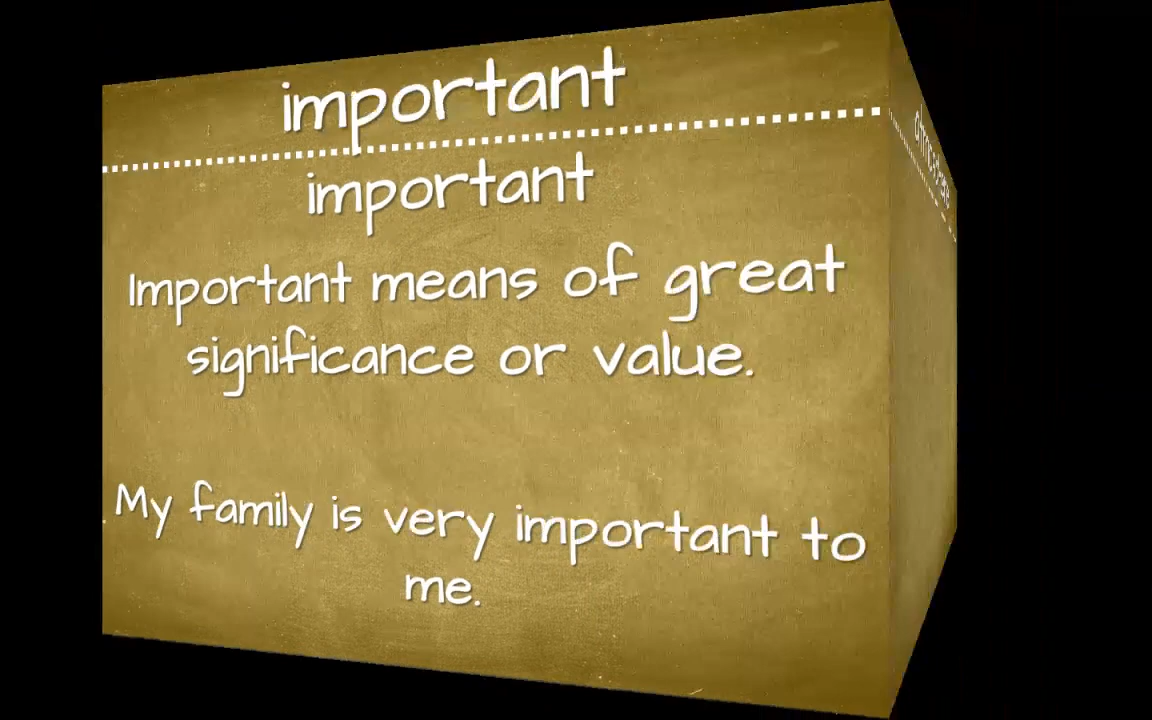 important
important
Important means of great
significance or value.
My family is very important to
me.